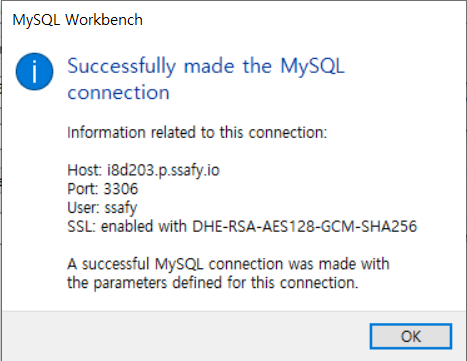 MySQL Workbench
Successfully made the MySQL
connection
Information related to this connection:
Host: i8d203.p.ssafy.io
Port: 3306
User: ssafy
SSL: enabled with DHE-RSA-AES128-GCM-SHA256
A successful MySQL connection was made with
the parameters defined for this connection.
OK